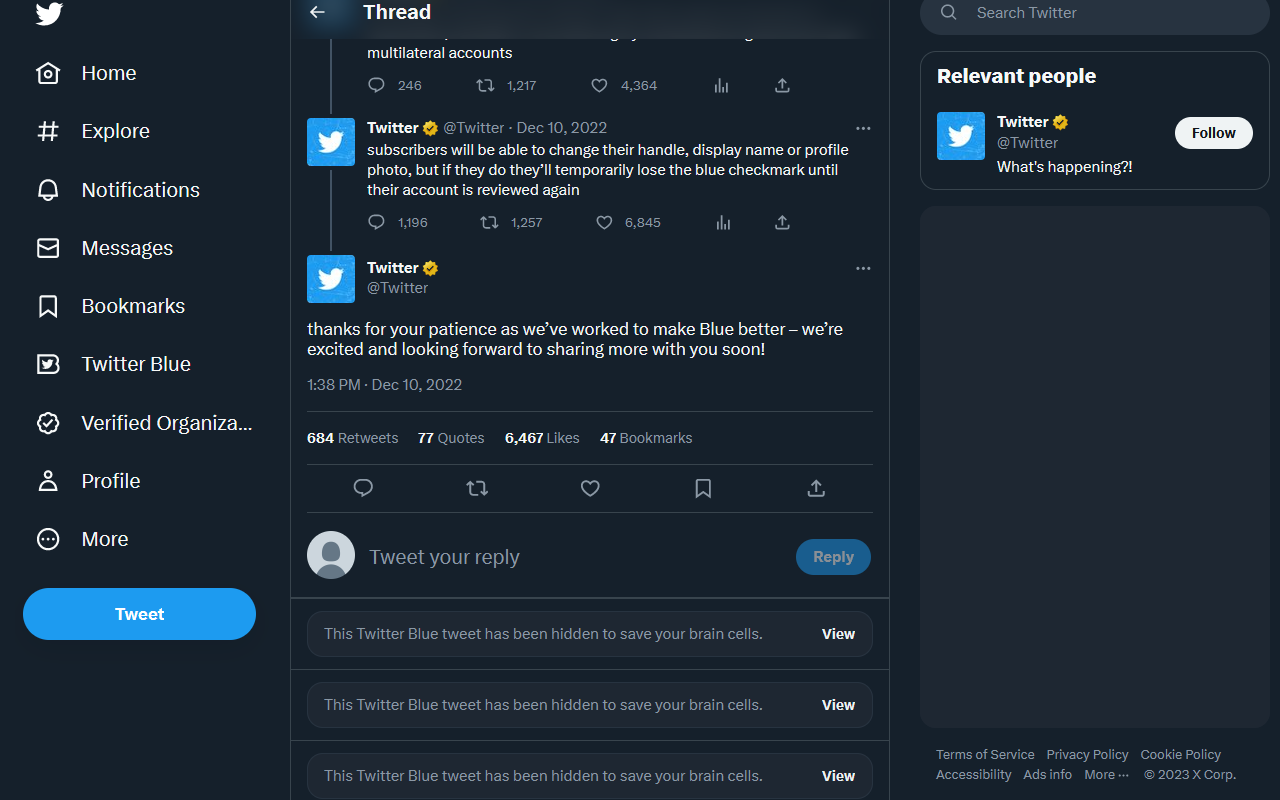 Home
Explore
Notifications
Messages
Bookmarks
Twitter Blue
Verified Organiza...
Profile
More
Tweet
Thread
multilateral accounts
246 1,217 4,364
Twitter @Twitter · Dec 10, 2022
subscribers will be able to change their handle, display name or profile
photo, but if they do they’ll temporarily lose the blue checkmark until
their account is reviewed again
1,196 1,257 6,845
Twitter
@Twitter
thanks for your patience as we’ve worked to make Blue better – we’re
excited and looking forward to sharing more with you soon!
1:38 PM · Dec 10, 2022
684 Retweets 77 Quotes 6,467 Likes 47 Bookmarks
Tweet your reply
Reply
This Twitter Blue tweet has been hidden to save your brain cells. View
This Twitter Blue tweet has been hidden to save your brain cells. View
This Twitter Blue tweet has been hidden to save your brain cells. View
Search Twitter
Relevant people
Twitter
@Twitter
Follow
What's happening?!
Terms of Service Privacy Policy Cookie Policy
Accessibility Ads info More ··· © 2023 X Corp.